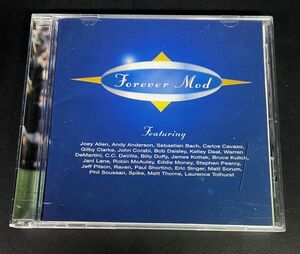 Forever Mod
Featuring
Joey Allen, Andy Anderson, Sebastian Bach, Carlos Cavazo,
Gilby Clarke, John Corabi, Bob Daisley, Kelley Deal, Warren
DeMartini, C.C. DeVille, Billy Duffy, James Kottak, Bruce Kulick,
Jani Lane, Robin McAuley, Eddie Money, Stephen Pearcy,
Jeff Pilson, Raven, Paul Shortino, Eric Singer, Matt Sorum,
Phil Soussan, Spike, Matt Thorne, Laurence Tolhurst